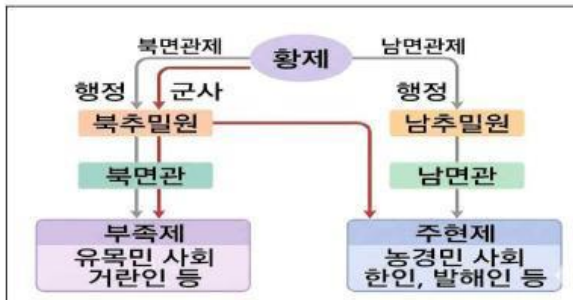 북면관제
황제
남면관제
행정
군사
행정
북추밀원
남추밀원
북면관
남면관
부족제
유목민 사회
거란인 등
주현제
농경민 사회
한인, 발해인 등